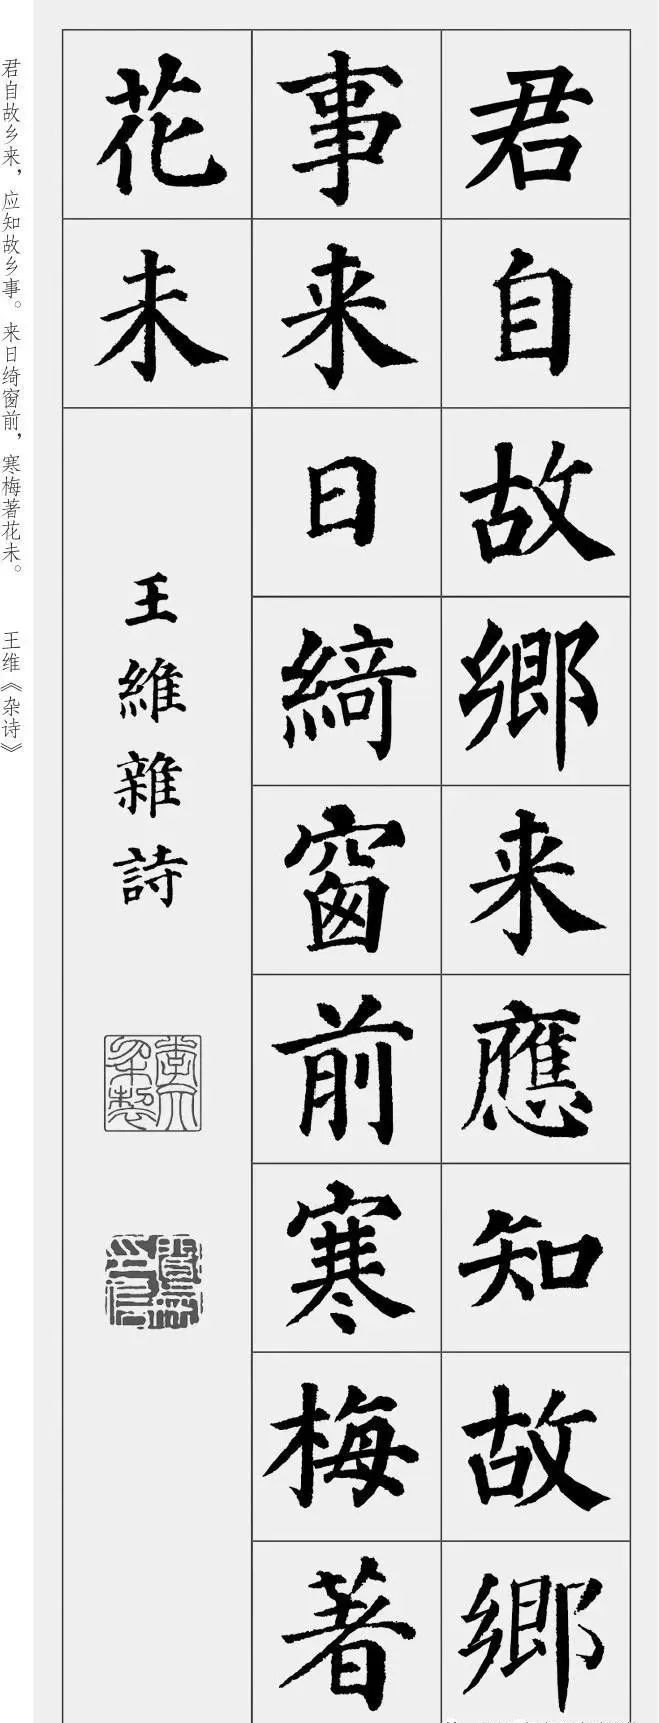 君自故鄉来應知故鄉
事来日綺窗前寒梅著
花未
王維雜詩
君自故乡来，应知故乡事。来日绮窗前，寒梅著花未。 王维《杂诗》